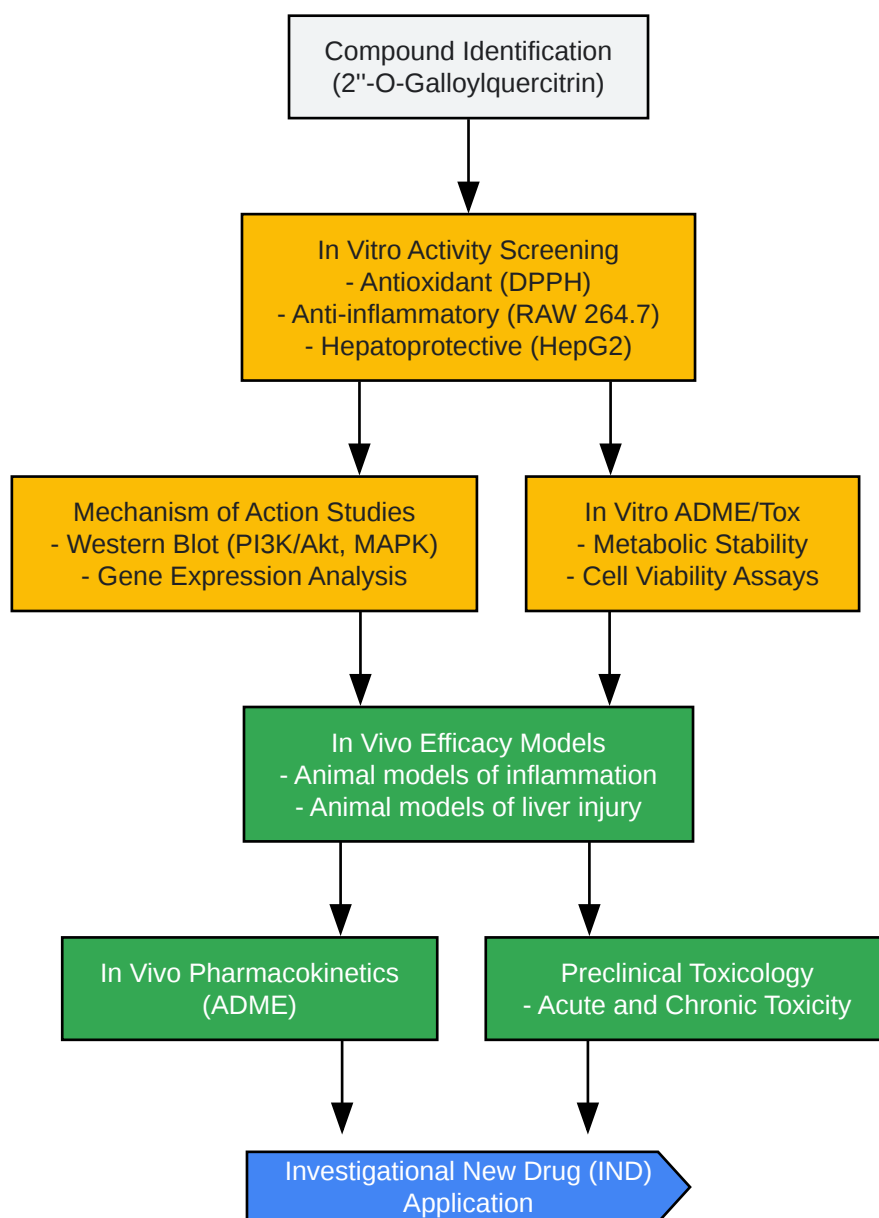 Compound Identification
(2''-O-Galloylquercitrin)
In Vitro Activity Screening
- Antioxidant (DPPH)
- Anti-inflammatory (RAW 264.7)
- Hepatoprotective (HepG2)
Mechanism of Action Studies
- Western Blot (PI3K/Akt, MAPK)
- Gene Expression Analysis
In Vitro ADME/Tox
- Metabolic Stability
- Cell Viability Assays
In Vivo Efficacy Models
- Animal models of inflammation
- Animal models of liver injury
In Vivo Pharmacokinetics
(ADME)
Preclinical Toxicology
- Acute and Chronic Toxicity
Investigational New Drug (IND)
Application